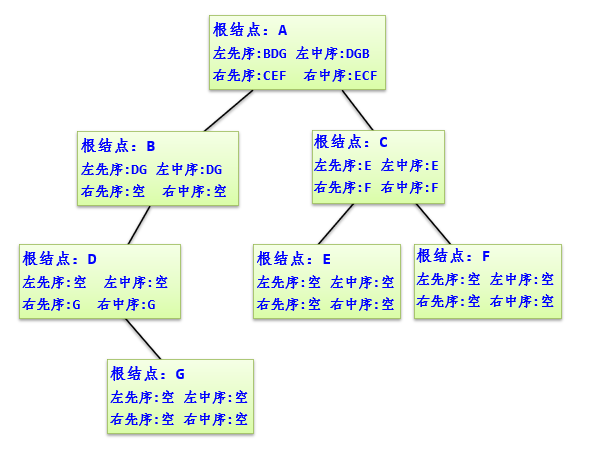 根结点：A
左先序:BDG 左中序:DGB
右先序:CEF 右中序:ECF
根结点：B
左先序:DG 左中序:DG
右先序:空 右中序:空
根结点：C
左先序:E 左中序:E
右先序:F 右中序:F
根结点：D
左先序:空 左中序:空
右先序:G 右中序:G
根结点：E
左先序:空 左中序:空
右先序:空 右中序:空
根结点：F
左先序:空 左中序:空
右先序:空 右中序:空
根结点：G
左先序:空 左中序:空
右先序:空 右中序:空